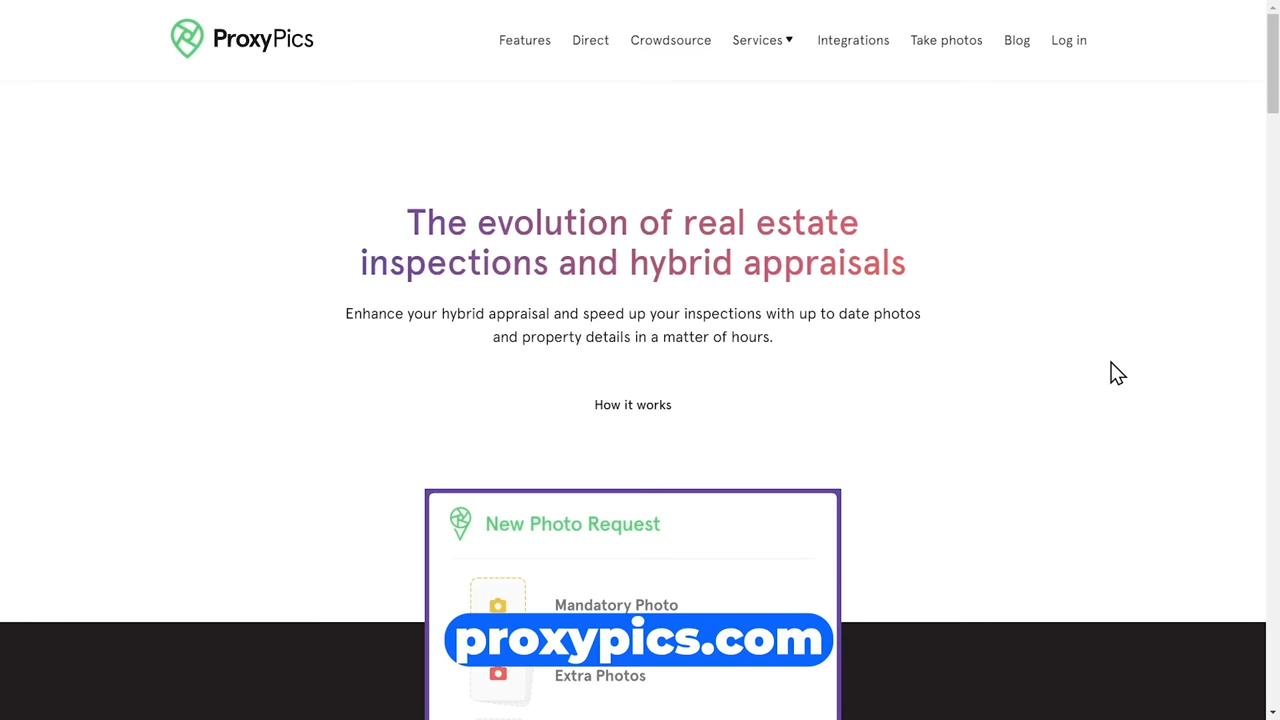 ProxyPics
Features Direct Crowdsource Services Integrations Take photos Blog Log in
The evolution of real estate
inspections and hybrid appraisals
Enhance your hybrid appraisal and speed up your inspections with up to date photos
and property details in a matter of hours.
How it works
New Photo Request
Mandatory Photo
proxypics.com
Extra Photos